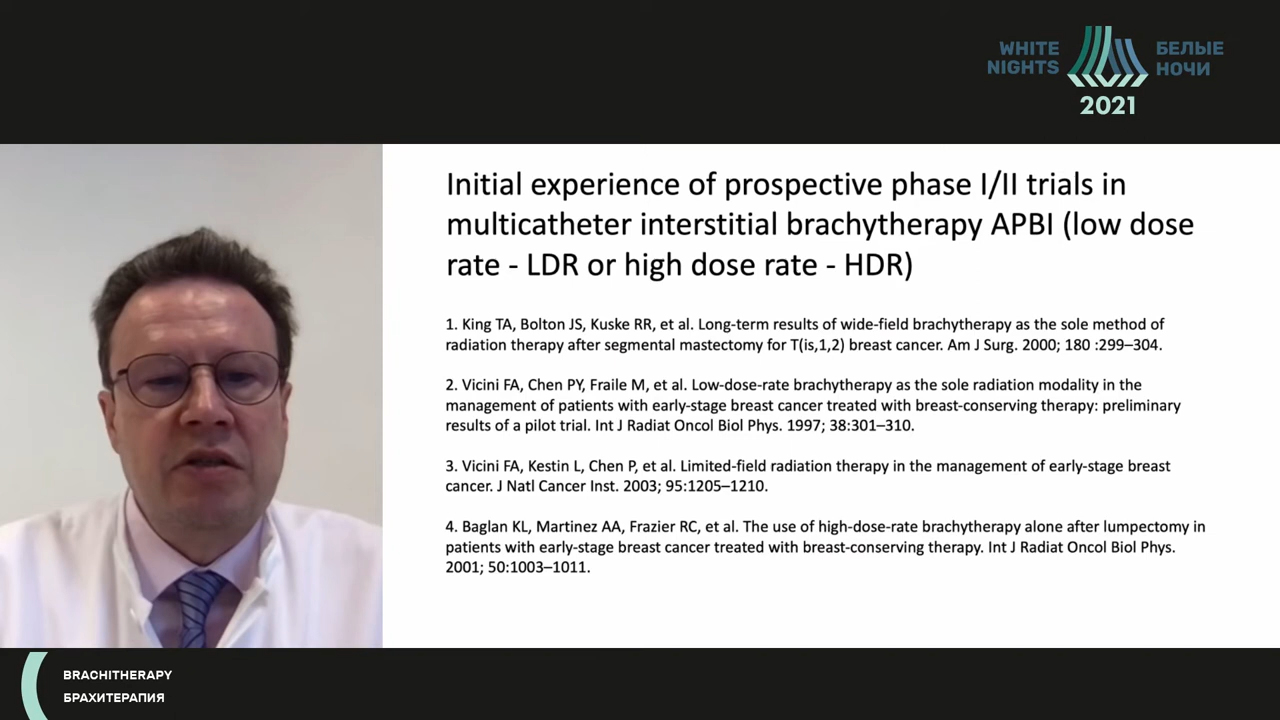 WHITE
NIGHTS
БЕЛЫЕ
НОЧИ
2021
Initial experience of prospective phase I/II trials in
multicatheter interstitial brachytherapy APBI (low dose
rate - LDR or high dose rate - HDR)
1. King TA, Bolton JS, Kuske RR, et al. Long-term results of wide-field brachytherapy as the sole method of
radiation therapy after segmental mastectomy for T(is,1,2) breast cancer. Am J Surg. 2000; 180 :299–304.
2. Vicini FA, Chen PY, Fraile M, et al. Low-dose-rate brachytherapy as the sole radiation modality in the
management of patients with early-stage breast cancer treated with breast-conserving therapy: preliminary
results of a pilot trial. Int J Radiat Oncol Biol Phys. 1997; 38:301–310.
3. Vicini FA, Kestin L, Chen P, et al. Limited-field radiation therapy in the management of early-stage breast
cancer. J Natl Cancer Inst. 2003; 95:1205–1210.
4. Baglan KL, Martinez AA, Frazier RC, et al. The use of high-dose-rate brachytherapy alone after lumpectomy in
patients with early-stage breast cancer treated with breast-conserving therapy. Int J Radiat Oncol Biol Phys.
2001; 50:1003–1011.
BRACHITHERAPY
БРАХИТЕРАПИЯ